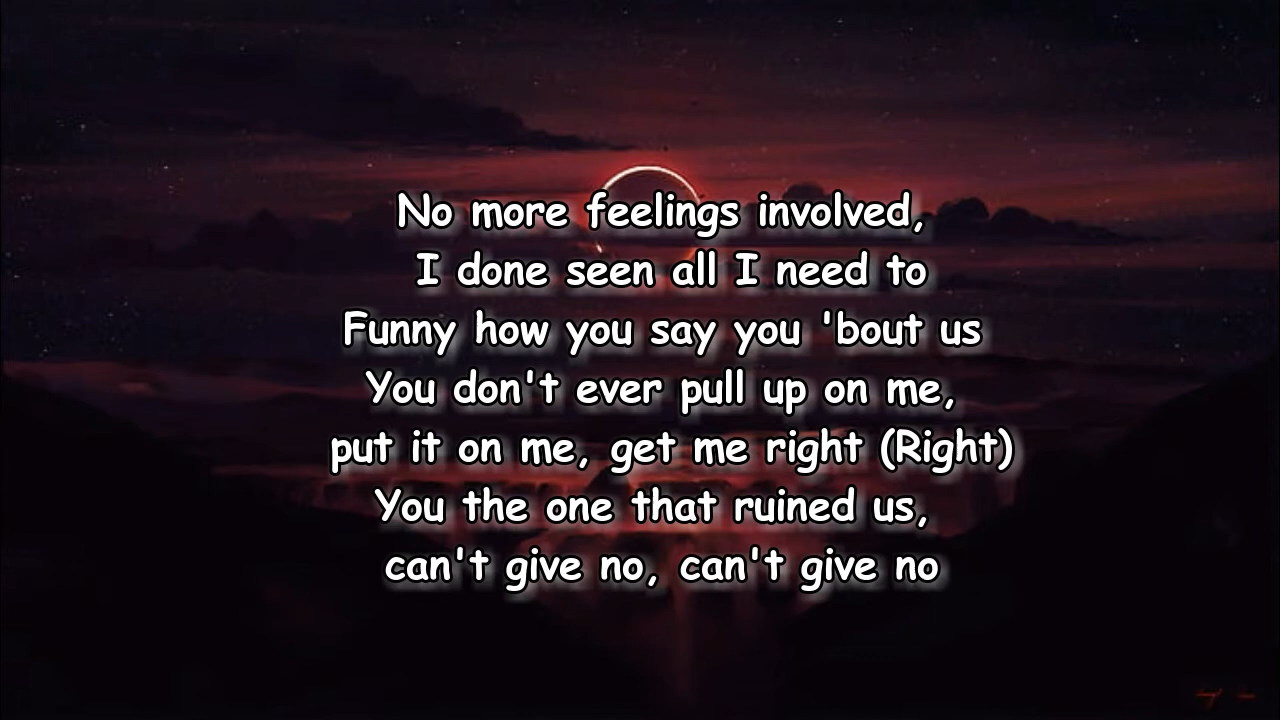 No more feelings involved,
I done seen all I need to
Funny how you say you 'bout us
You don't ever pull up on me,
put it on me, get me right (Right)
You the one that ruined us,
can't give no, can't give no